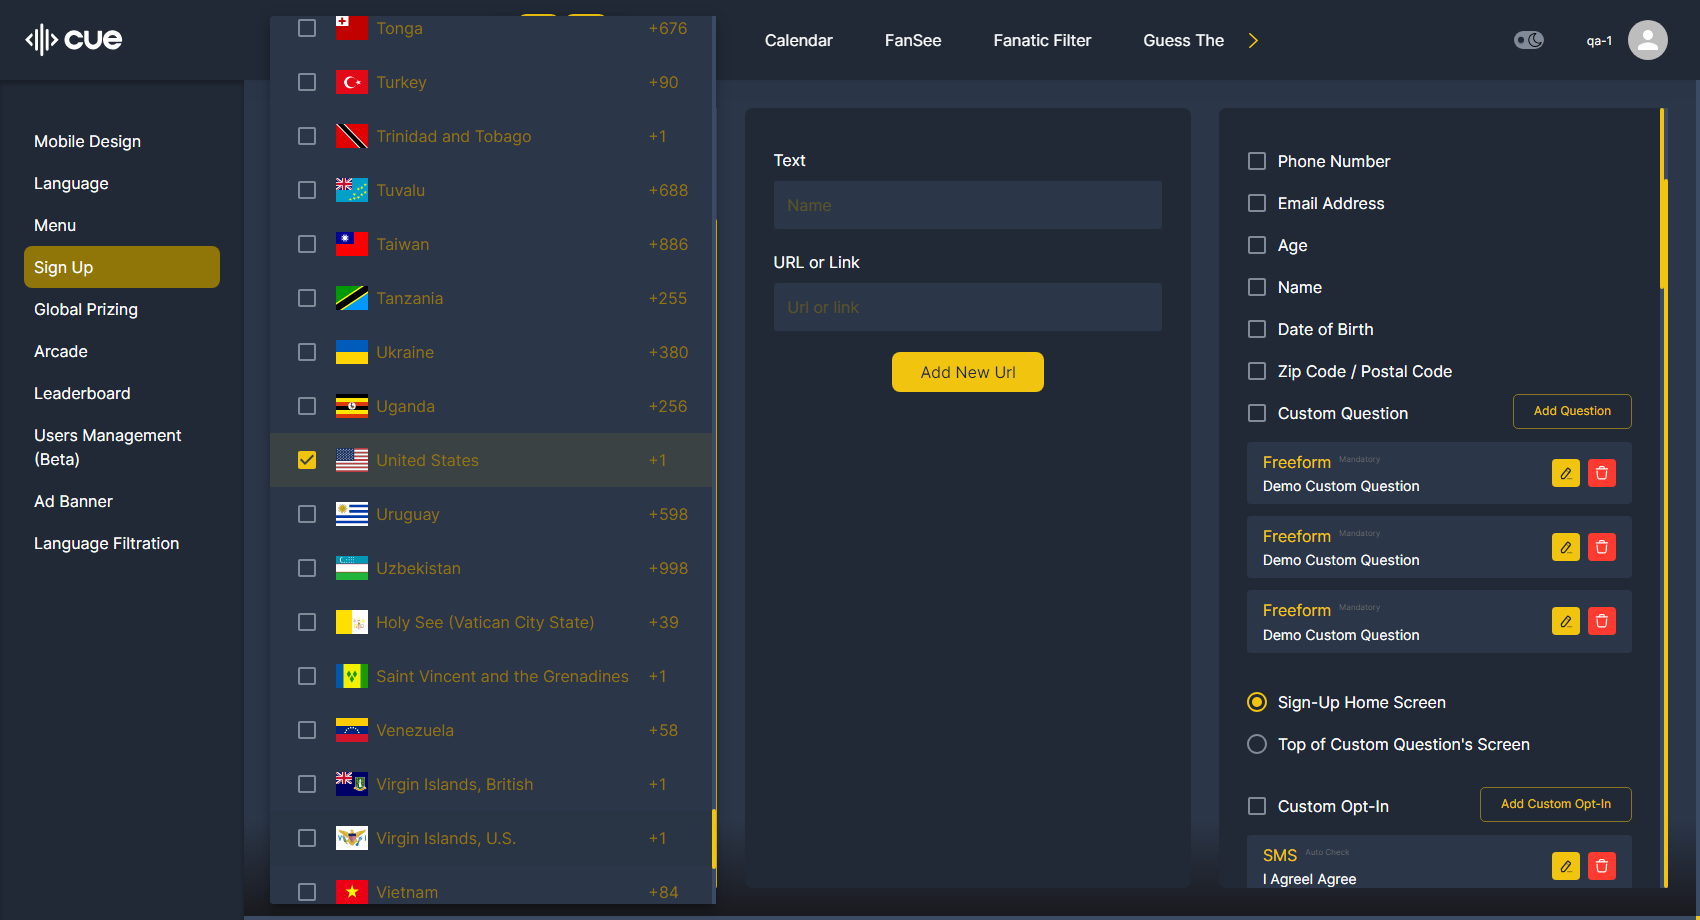 cue
Calendar
FanSee
Fanatic Filter
Guess The
qa-1
Mobile Design
Language
Menu
Sign Up
Global Prizing
Arcade
Leaderboard
Users Management
(Beta)
Ad Banner
Language Filtration
Tonga +676
Turkey +90
Trinidad and Tobago +1
Tuvalu +688
Taiwan +886
Tanzania +255
Ukraine +380
Uganda +256
United States +1
Uruguay +598
Uzbekistan +998
Holy See (Vatican City State) +39
Saint Vincent and the Grenadines +1
Venezuela +58
Virgin Islands, British +1
Virgin Islands, U.S. +1
Vietnam +84
Text
Name
URL or Link
Url or link
Add New Url
Phone Number
Email Address
Age
Name
Date of Birth
Zip Code / Postal Code
Custom Question Add Question
Freeform Mandatory
Demo Custom Question
Freeform Mandatory
Demo Custom Question
Freeform Mandatory
Demo Custom Question
Sign-Up Home Screen
Top of Custom Question's Screen
Custom Opt-In Add Custom Opt-In
SMS Auto Check
I AgreeI Agree